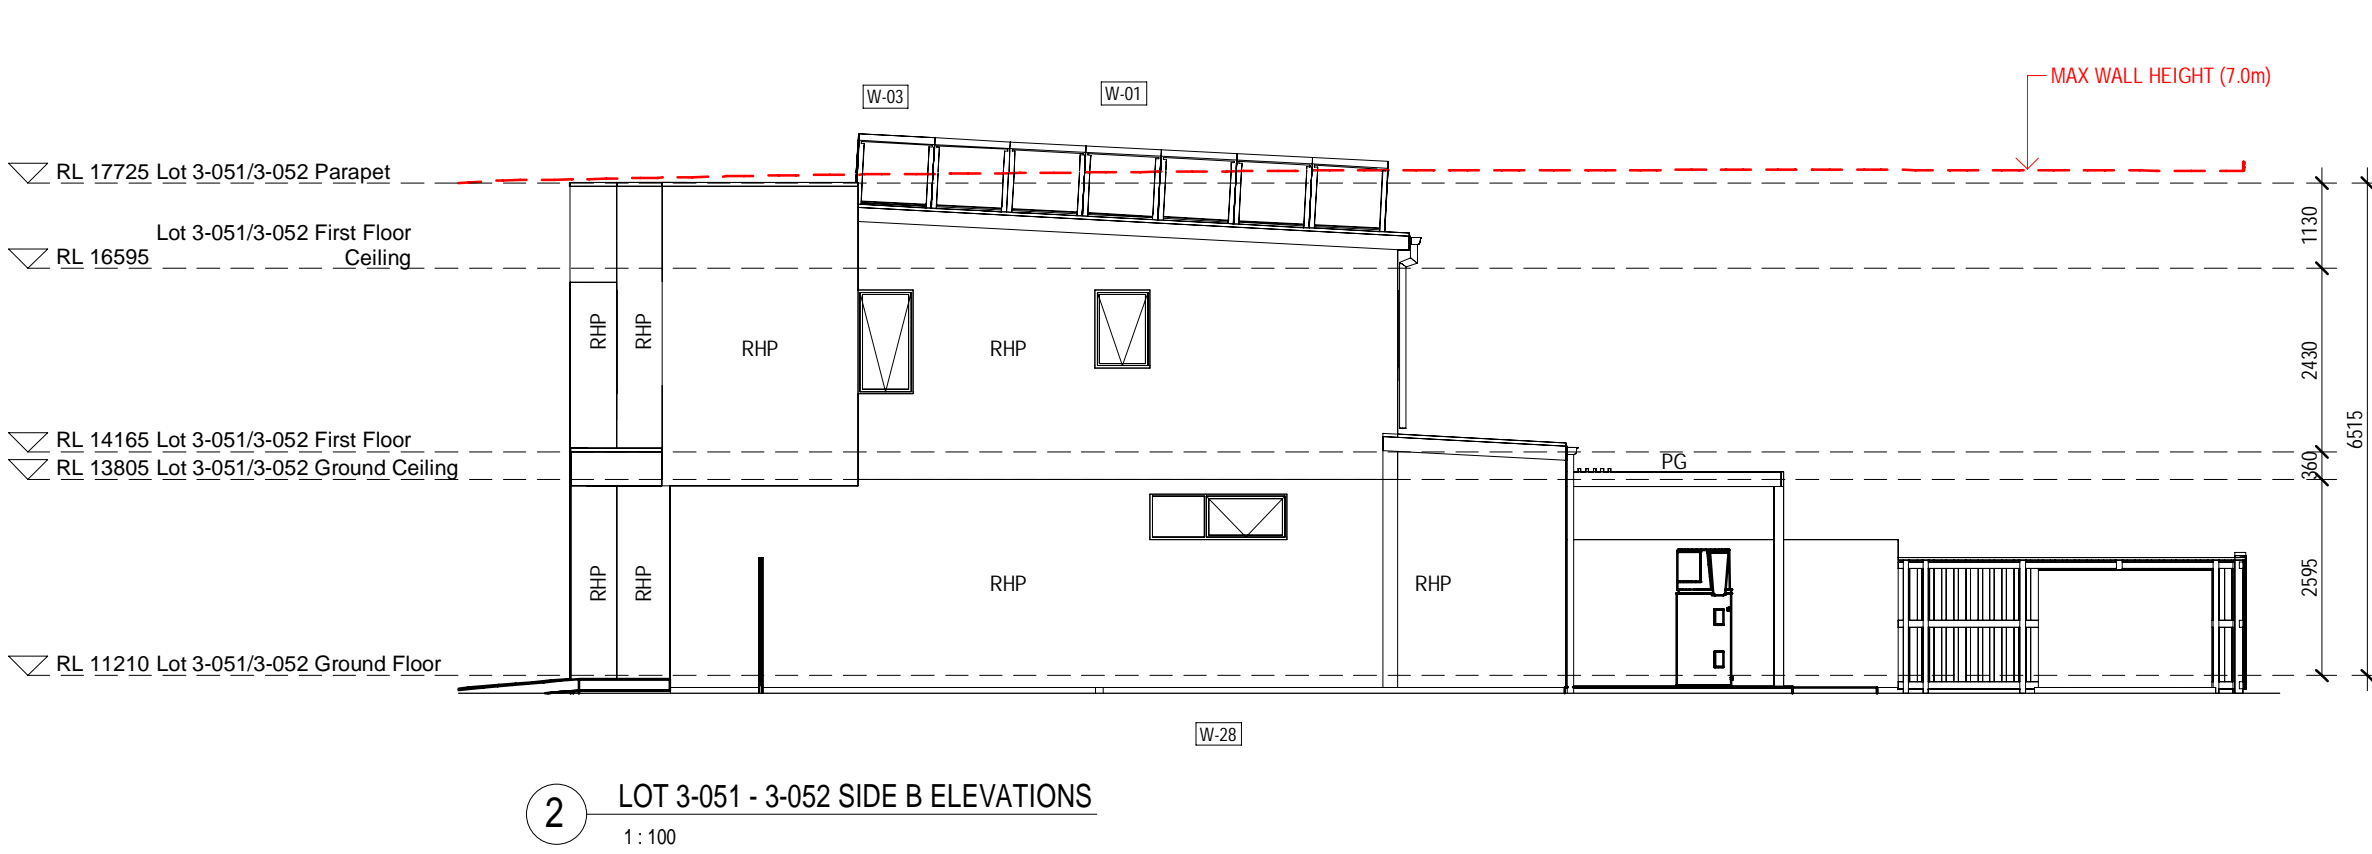 MAX WALL HEIGHT (7.0m)
W-03
W-01
RL 17725 Lot 3-051/3-052 Parapet
Lot 3-051/3-052 First Floor
RL 16595 Ceiling
1130
RHP
RHP
RHP
RHP
2430
RL 14165 Lot 3-051/3-052 First Floor
RL 13805 Lot 3-051/3-052 Ground Ceiling
PG
360
6515
RHP
RHP
RHP
RHP
2595
RL 11210 Lot 3-051/3-052 Ground Floor
W-28
2
LOT 3-051 - 3-052 SIDE B ELEVATIONS
1 : 100